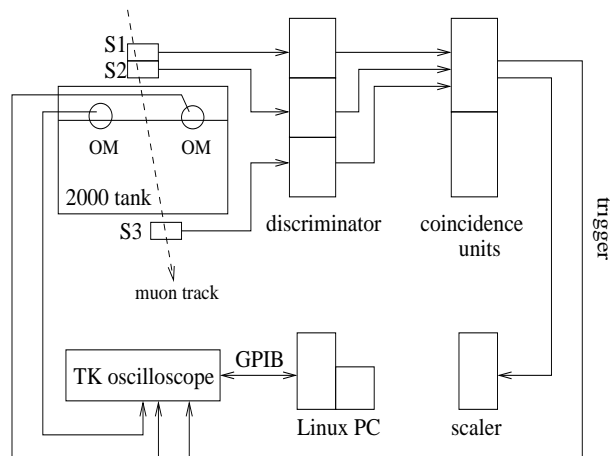 S1
S2
OM
OM
2000 tank
S3
muon track
discriminator
coincidence
units
trigger
TK oscilloscope
GPIB
Linux PC
scaler